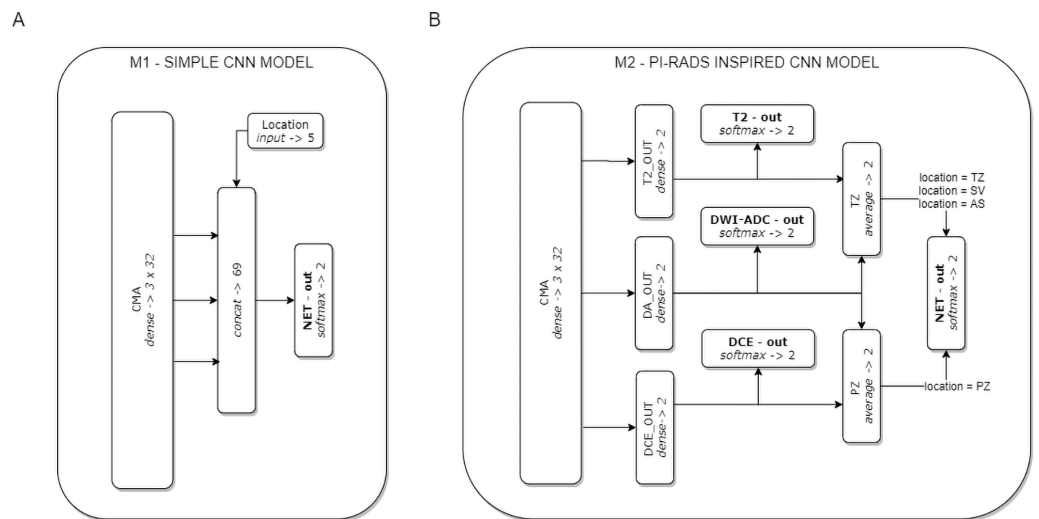 A
M1 - SIMPLE CNN MODEL
CMA
dense -> 3 x 32
Location
input -> 5
concat -> 69
NET - out
softmax -> 2
B
M2 - PI-RADS INSPIRED CNN MODEL
CMA
dense -> 3 x 32
T2_OUT
dense -> 2
T2 - out
softmax -> 2
DA_OUT
dense-> 2
DWI-ADC - out
softmax -> 2
DCE_OUT
dense-> 2
DCE - out
softmax -> 2
TZ
average -> 2
PZ
average -> 2
location = TZ
location = SV
location = AS
location = PZ
NET - out
softmax -> 2